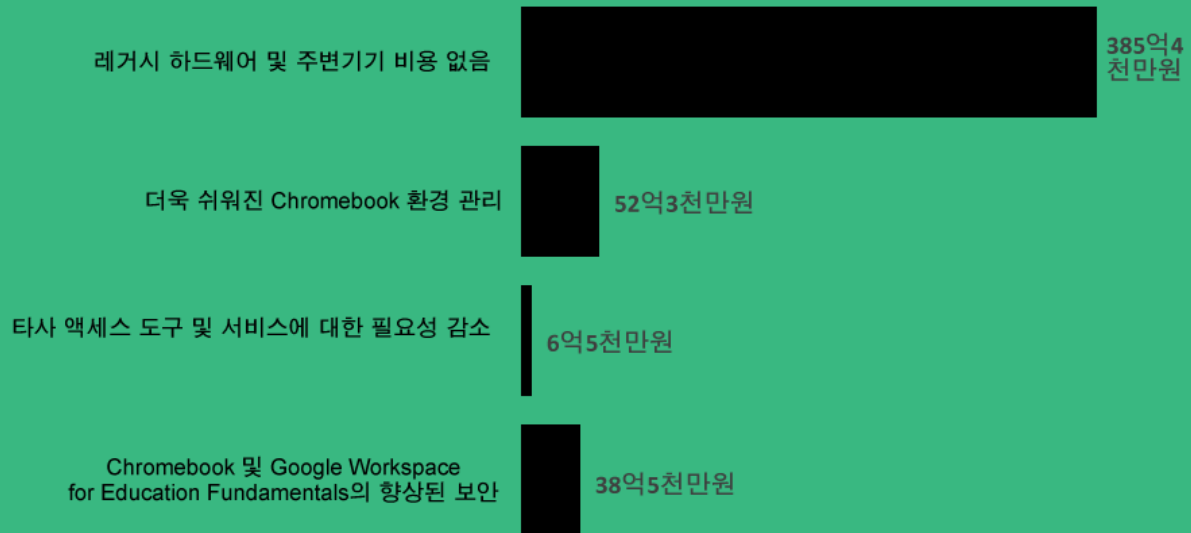 레거시 하드웨어 및 주변기기 비용 없음
385억4
천만원
더욱 쉬워진 Chromebook 환경 관리
52억3천만원
타사 액세스 도구 및 서비스에 대한 필요성 감소
6억5천만원
Chromebook 및 Google Workspace
for Education Fundamentals의 향상된 보안
38억5천만원